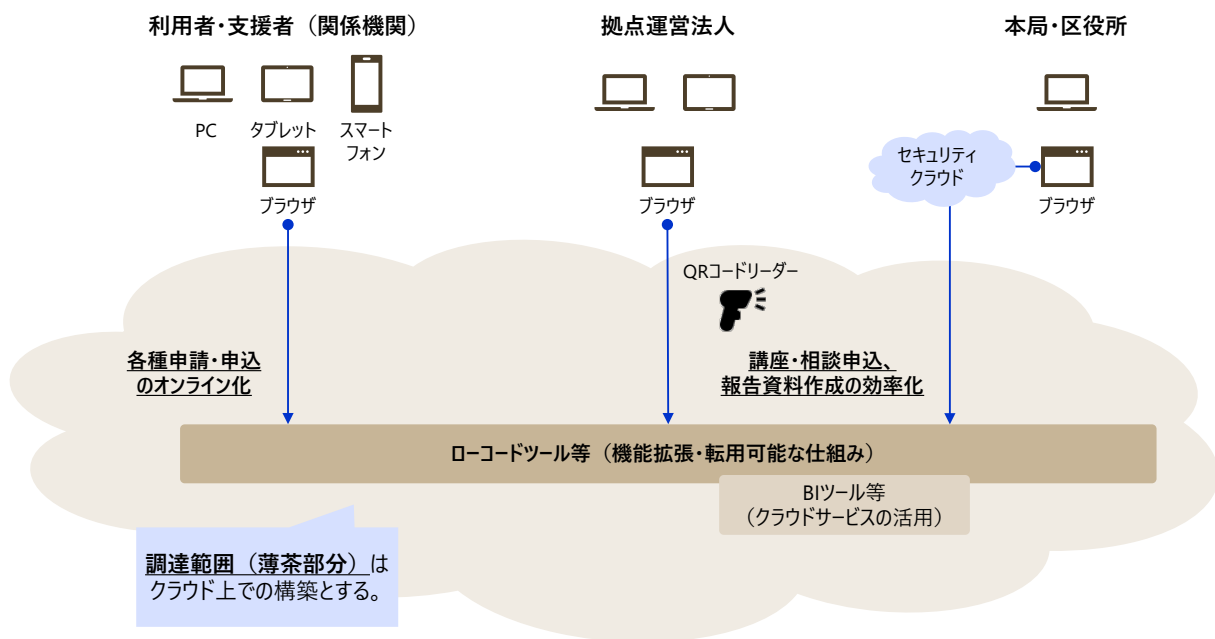 利用者・支援者（関係機関）
拠点運営法人
本局・区役所
PC
タブレット
スマート
フォン
ブラウザ
ブラウザ
セキュリティ
クラウド
ブラウザ
QRコードリーダー
各種申請・申込
のオンライン化
講座・相談申込、
報告資料作成の効率化
ローコードツール等（機能拡張・転用可能な仕組み）
BIツール等
（クラウドサービスの活用）
調達範囲（薄茶部分）は
クラウド上での構築とする。